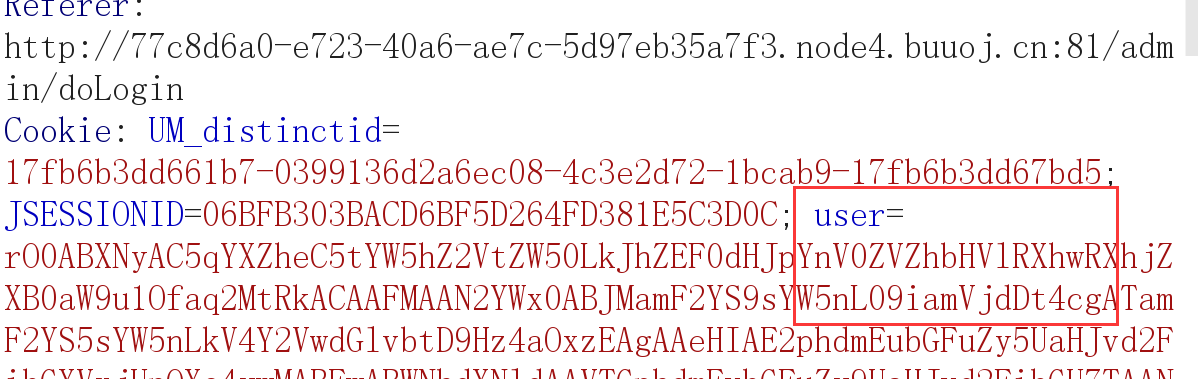 Referer:
http://77c8d6a0-e723-40a6-ae7c-5d97eb35a7f3.node4.buuoj.cn:81/adm
in/doLogin
Cookie: UM_distinctid=
17fb6b3dd661b7-0399136d2a6ec08-4c3e2d72-1bcab9-17fb6b3dd67bd5;
JSESSIONID=06BFB303BACD6BF5D264FD381E5C3D0C; user=
rO0ABXNyAC5qYXZheC5tYW5hZ2VtZW50LkJhZEF0dHJpYnV0ZVZhbHVlRXhwRXhjZ
XB0aW9u1Ofaq2MtRkACAAFMAAN2YWx0ABJMamF2YS9sYW5nL09iamVjdDt4cgATam
F2YS5sYW5nLkV4Y2VwdGlvbtD9Hz4aOxzEAgAAeHIAE2phdmEubGFuZy5UaHJvd2F